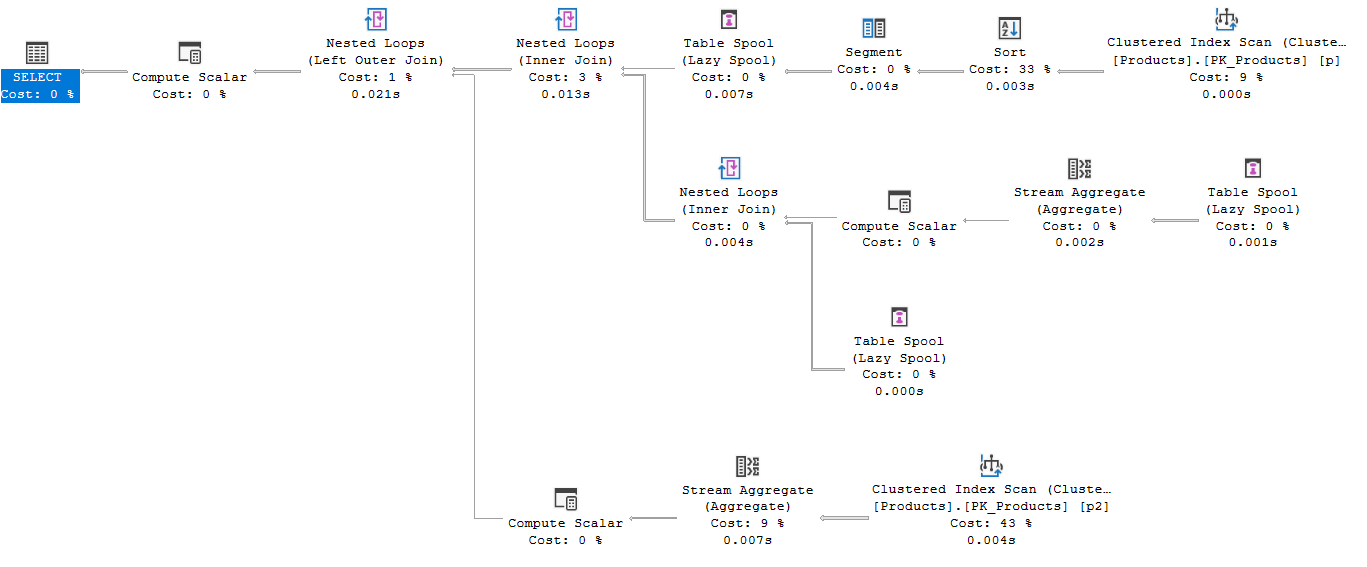 SELECT
Cost: 0 %
Compute Scalar
Cost: 0 %
Nested Loops
(Left Outer Join)
Cost: 1 %
0.021s
Nested Loops
(Inner Join)
Cost: 3 %
0.013s
Table Spool
(Lazy Spool)
Cost: 0 %
0.007s
Segment
Cost: 0 %
0.004s
Sort
Cost: 33 %
0.003s
Clustered Index Scan (Cluste…
[Products].[PK_Products] [p]
Cost: 9 %
0.000s
Nested Loops
(Inner Join)
Cost: 0 %
0.004s
Compute Scalar
Cost: 0 %
Stream Aggregate
(Aggregate)
Cost: 0 %
0.002s
Table Spool
(Lazy Spool)
Cost: 0 %
0.001s
Table Spool
(Lazy Spool)
Cost: 0 %
0.000s
Compute Scalar
Cost: 0 %
Stream Aggregate
(Aggregate)
Cost: 9 %
0.007s
Clustered Index Scan (Cluste…
[Products].[PK_Products] [p2]
Cost: 43 %
0.004s